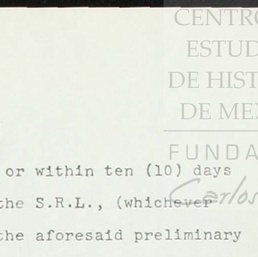 CENTRO
ESTUD
DE HIST
DE MEX
FUNDA
Carlos
or within ten (10) days
the S.R.L., (whichever
the aforesaid preliminary